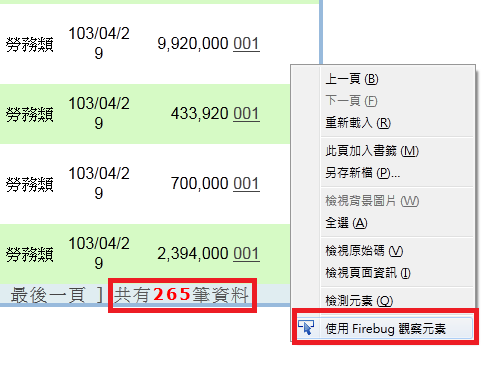 勞務類 103/04/2
9 9,920,000 001
勞務類 103/04/2
9 433,920 001
勞務類 103/04/2
9 700,000 001
勞務類 103/04/2
9 2,394,000 001
最後一頁 ] 共有265筆資料
上一頁 (B)
下一頁 (F)
重新載入 (R)
此頁加入書籤 (M)
另存新檔 (P)...
檢視背景圖片 (W)
全選 (A)
檢視原始碼 (V)
檢視頁面資訊 (I)
檢測元素 (Q)
使用 Firebug 觀察元素